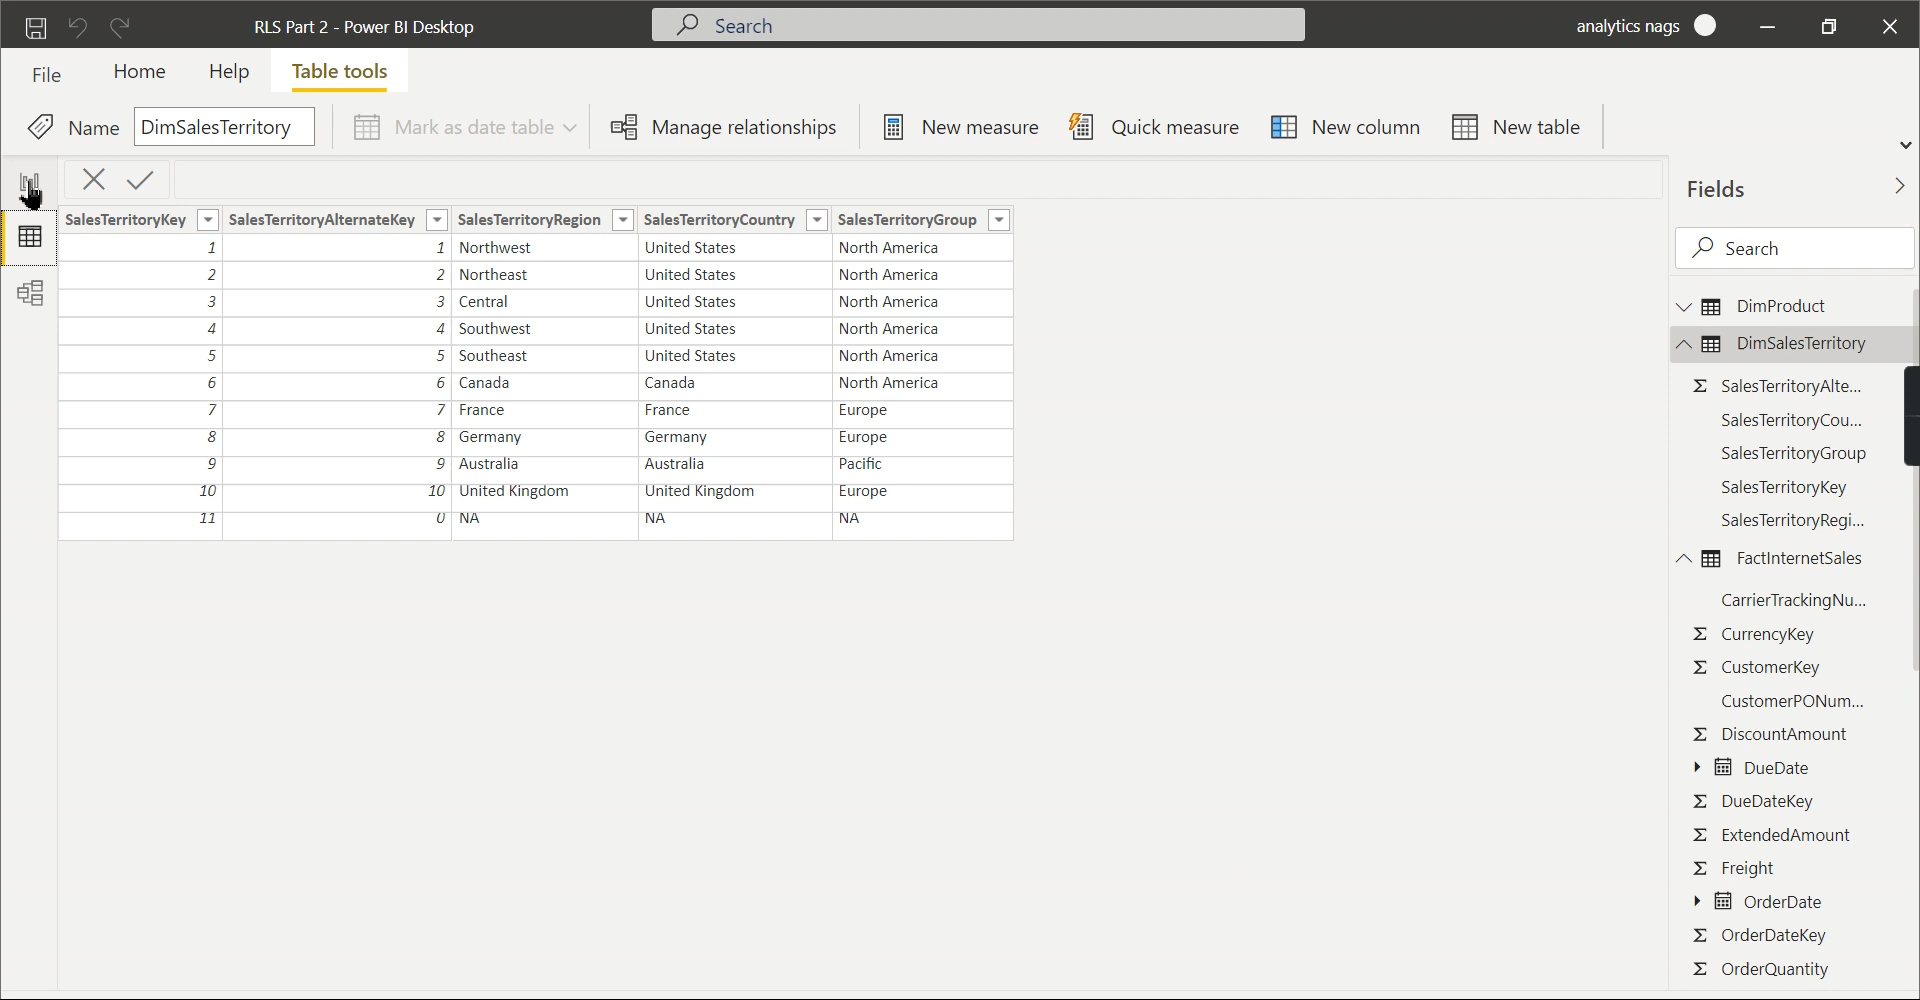 RLS Part 2 - Power BI Desktop
Search
analytics nags
File
Home
Help
Table tools
Name
DimSalesTerritory
Mark as date table
Manage relationships
New measure
Quick measure
New column
New table
SalesTerritoryKey SalesTerritoryAlternateKey SalesTerritoryRegion SalesTerritoryCountry SalesTerritoryGroup
1 1 Northwest United States North America
2 2 Northeast United States North America
3 3 Central United States North America
4 4 Southwest United States North America
5 5 Southeast United States North America
6 6 Canada Canada North America
7 7 France France Europe
8 8 Germany Germany Europe
9 9 Australia Australia Pacific
10 10 United Kingdom United Kingdom Europe
11 0 NA NA NA
Fields
Search
DimProduct
DimSalesTerritory
SalesTerritoryAlte...
SalesTerritoryCou...
SalesTerritoryGroup
SalesTerritoryKey
SalesTerritoryRegi...
FactInternetSales
CarrierTrackingNu...
CurrencyKey
CustomerKey
CustomerPONum...
DiscountAmount
DueDate
DueDateKey
ExtendedAmount
Freight
OrderDate
OrderDateKey
OrderQuantity